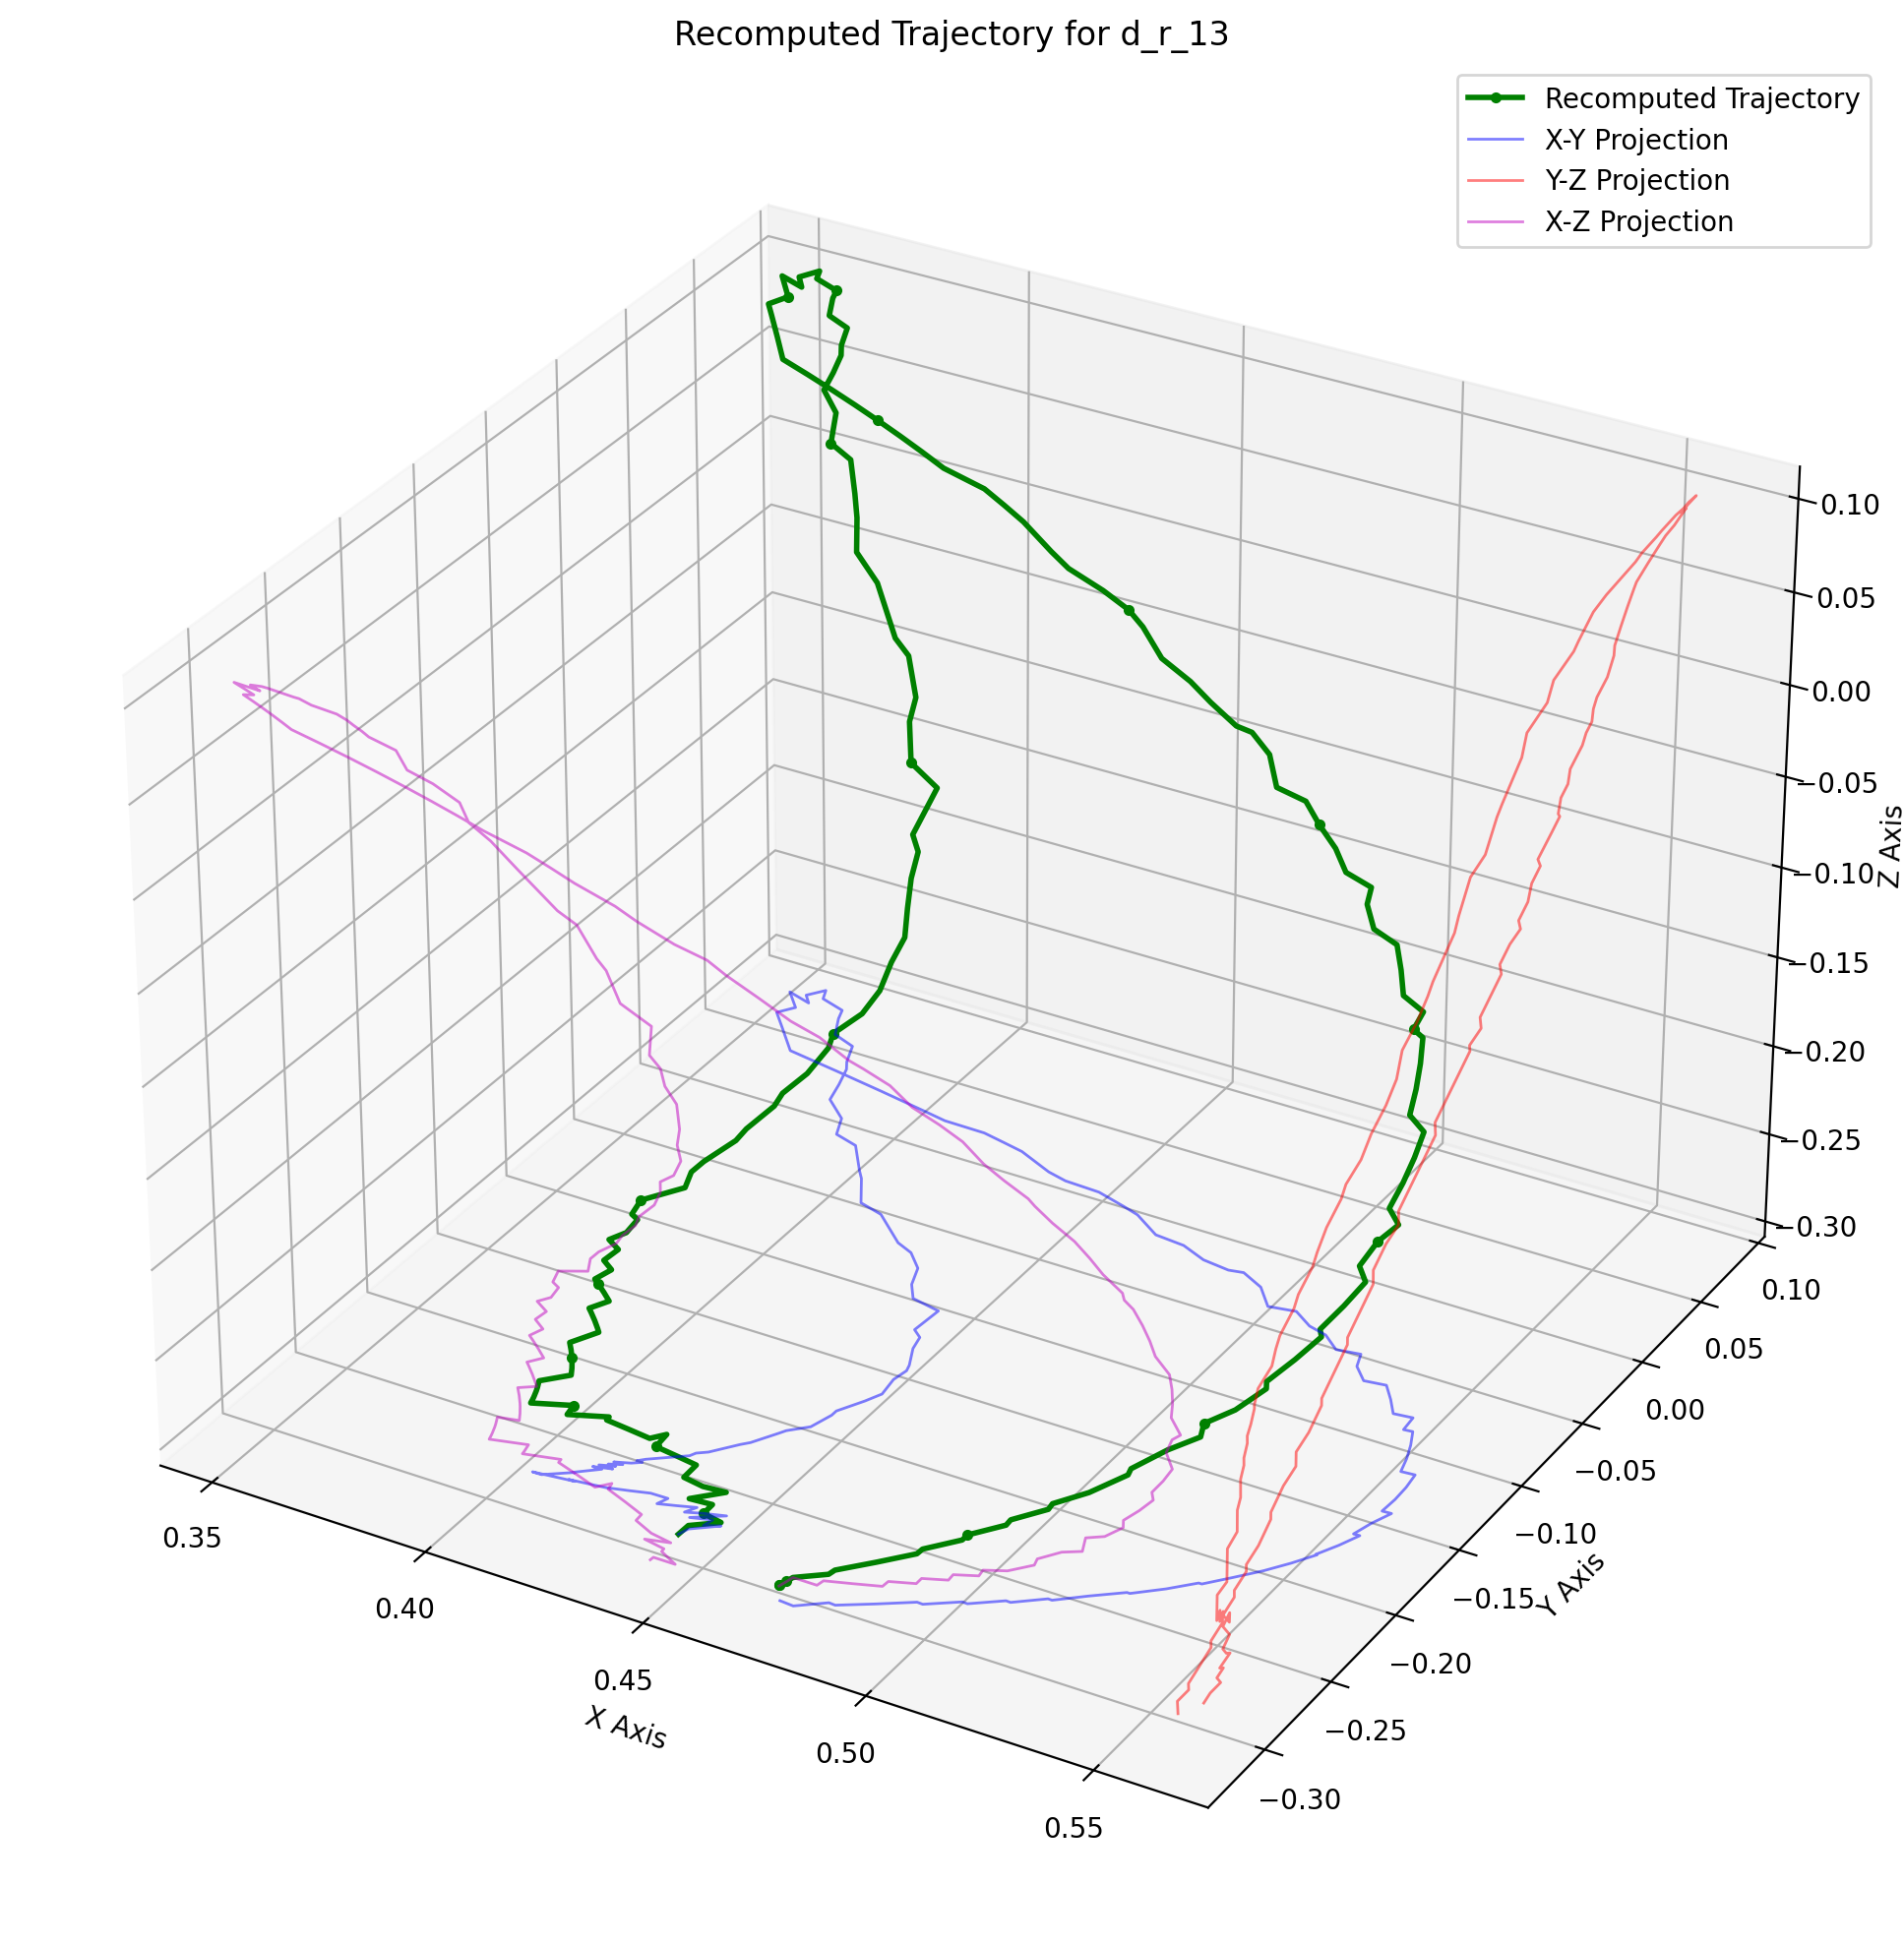 Recomputed Trajectory for d_r_13
Recomputed Trajectory
X-Y Projection
Y-Z Projection
X-Z Projection
0.10
0.05
0.00
−0.05
−0.10
−0.15
−0.20
−0.25
−0.30
Z Axis
0.10
0.05
0.00
−0.05
−0.10
−0.15
−0.20
−0.25
−0.30
Y Axis
0.35
0.40
0.45
0.50
0.55
X Axis